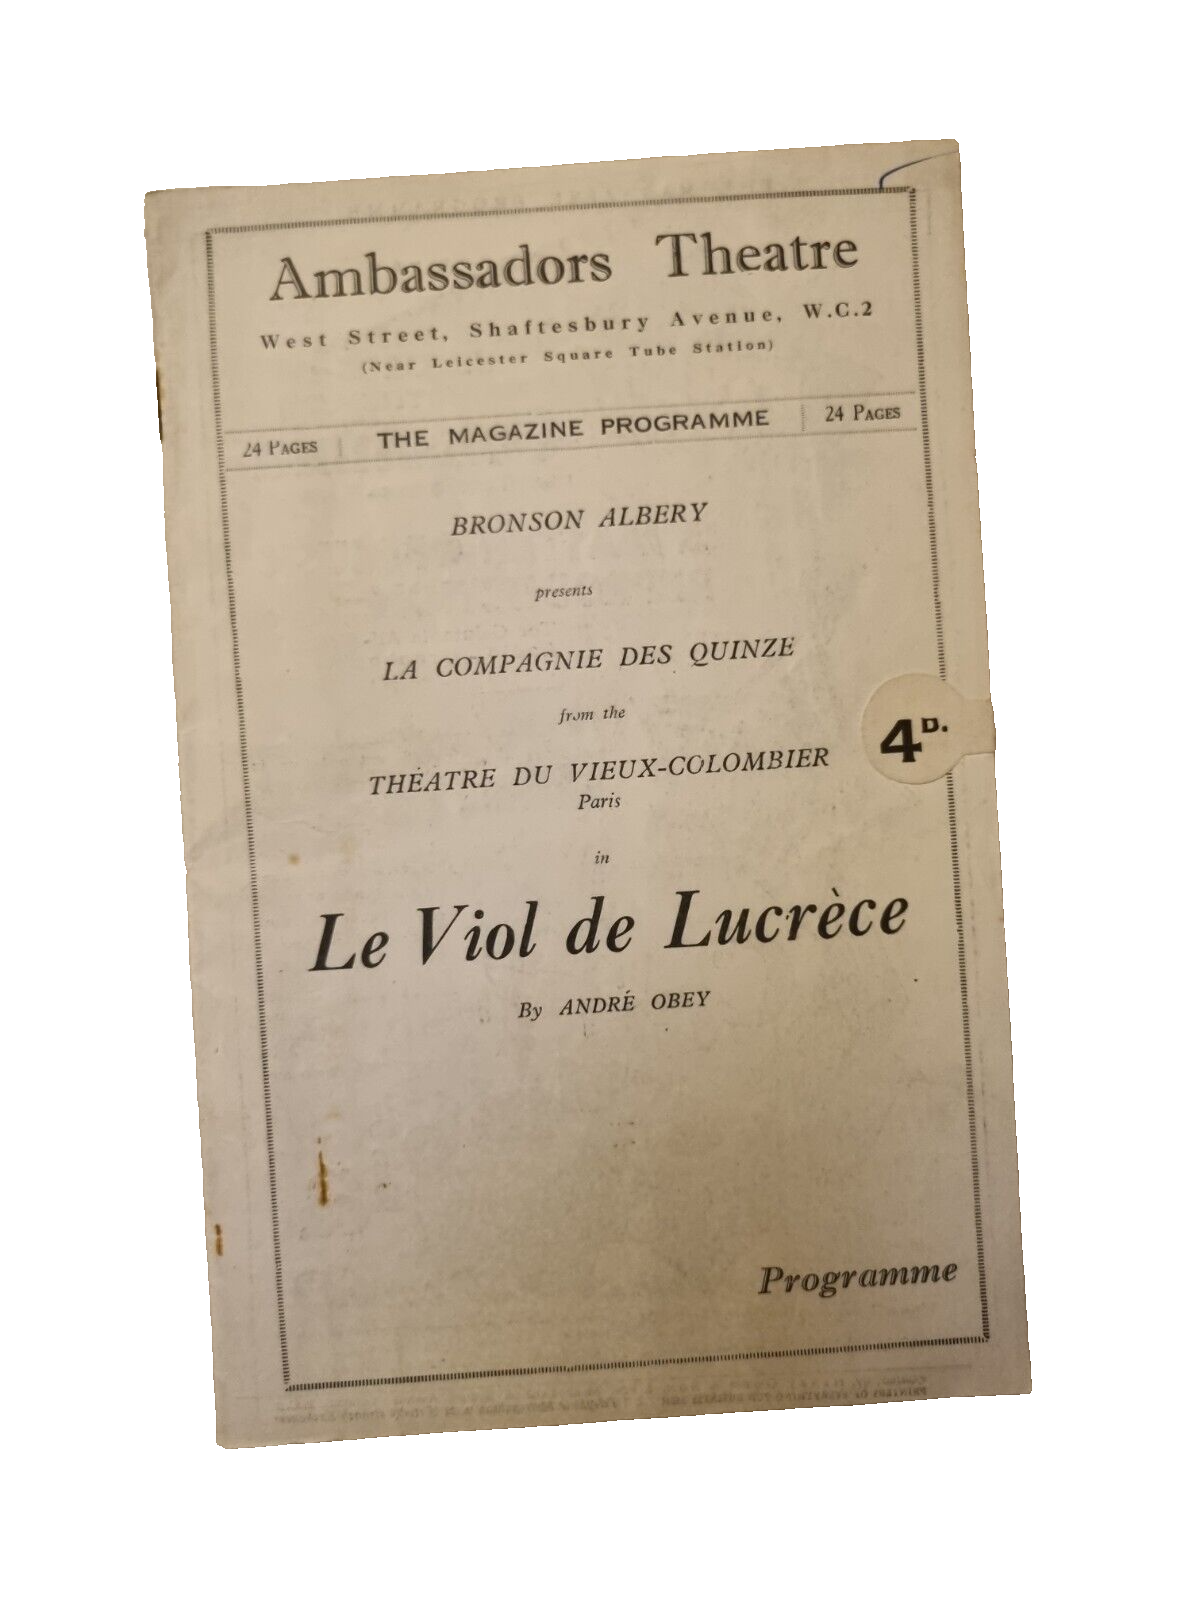 Ambassadors Theatre
West Street, Shaftesbury Avenue, W.C.2
(Near Leicester Square Tube Station)
24 PAGES THE MAGAZINE PROGRAMME 24 PAGES
BRONSON ALBERY
presents
LA COMPAGNIE DES QUINZE
from the
THÉATRE DU VIEUX-COLOMBIER
4D.
Paris
in
Le Viol de Lucrèce
By ANDRÉ OBEY
Programme